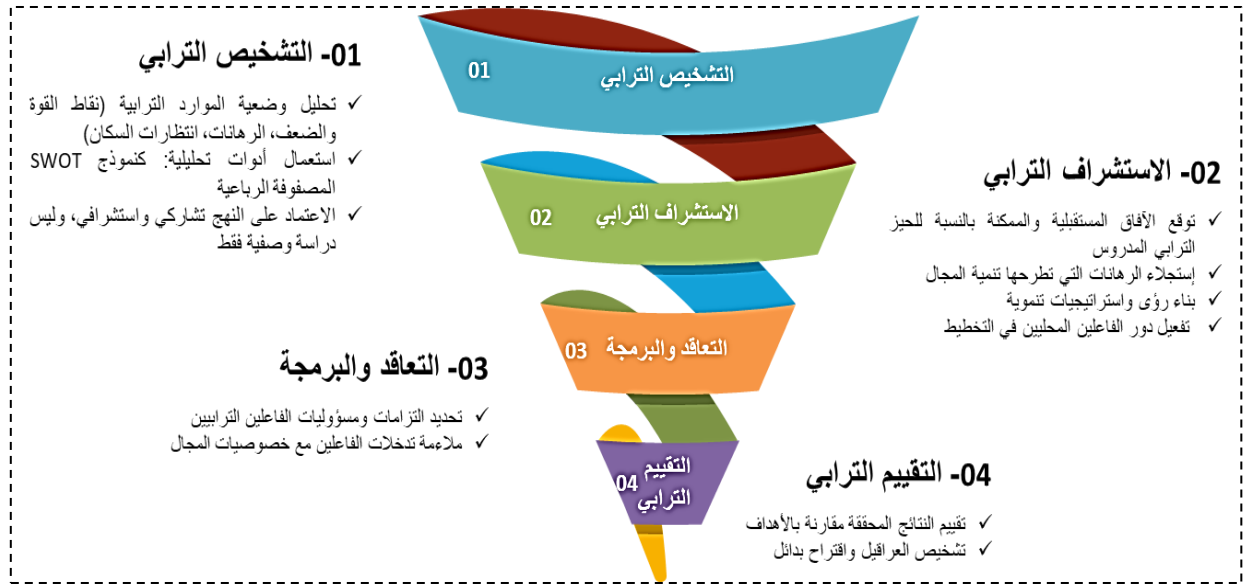 01- التشخيص الترابي
✓ تحليل وضعية الموارد الترابية (نقاط القوة
والضعف، الرهانات، انتظارات السكان)
✓ استعمال أدوات تحليلية: كنموذج SWOT
المصفوفة الرباعية
✓ الاعتماد على النهج تشاركي واستشرافي، وليس
دراسة وصفية فقط
التشخيص الترابي 01
02- الاستشراف الترابي
✓ توقع الآفاق المستقبلية والممكنة بالنسبة للحيز
الترابي المدروس
✓ إستجلاء الرهانات التي تطرحها تنمية المجال
✓ بناء رؤى واستراتيجيات تنموية
✓ تفعيل دور الفاعلين المحليين في التخطيط
الاستشراف الترابي 02
03- التعاقد والبرمجة
✓ تحديد التزامات ومسؤوليات الفاعلين الترابيين
✓ ملاءمة تدخلات الفاعلين مع خصوصيات المجال
التعاقد والبرمجة 03
04- التقييم الترابي
✓ تقييم النتائج المحققة مقارنة بالأهداف
✓ تشخيص العراقيل واقتراح بدائل
التقييم
الترابي
04